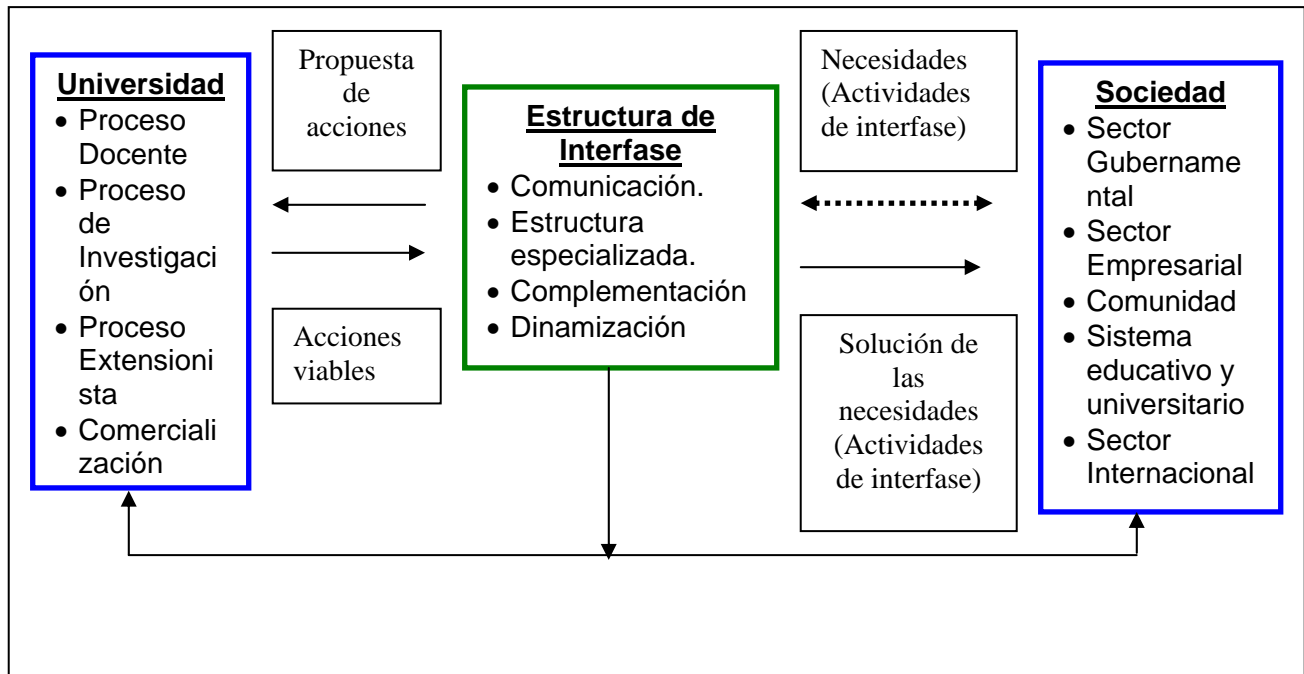 Universidad
• Proceso
Docente
• Proceso
de
Investigaci
ón
• Proceso
Extensioni
sta
• Comerciali
zación
Propuesta
de
acciones
Acciones
viables
Estructura de
Interfase
• Comunicación.
• Estructura
especializada.
• Complementación
• Dinamización
Necesidades
(Actividades
de interfase)
Solución de
las
necesidades
(Actividades
de interfase)
Sociedad
• Sector
Gubername
ntal
• Sector
Empresarial
• Comunidad
• Sistema
educativo y
universitario
• Sector
Internacional